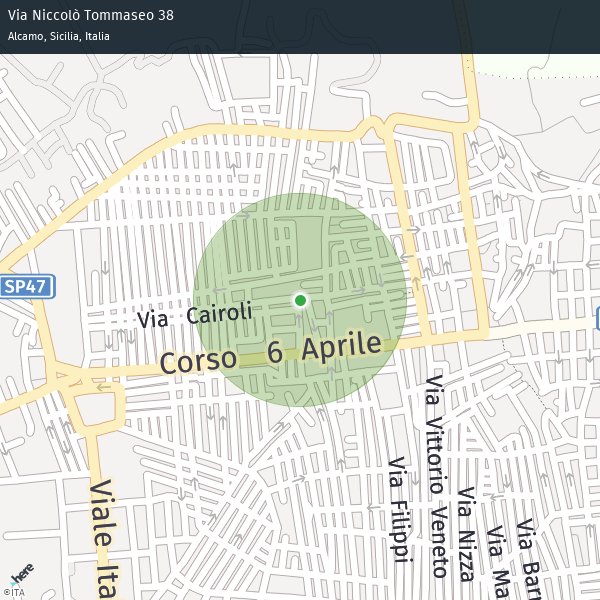 Via Niccolò Tommaseo 38
Alcamo, Sicilia, Italia
SP47
Via Cairoli
Corso 6 Aprile
Via Vittorio Veneto
Via Filippi
Viale Ita
Via Nizza
Via Ma
Via Baru
here
©ITA